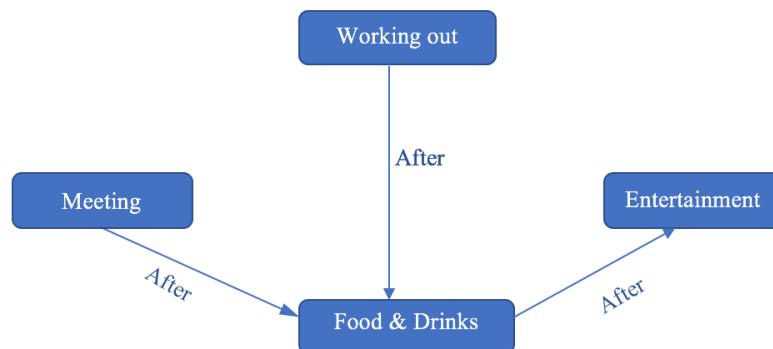 Working out
After
Meeting
Entertainment
After
Food & Drinks
After